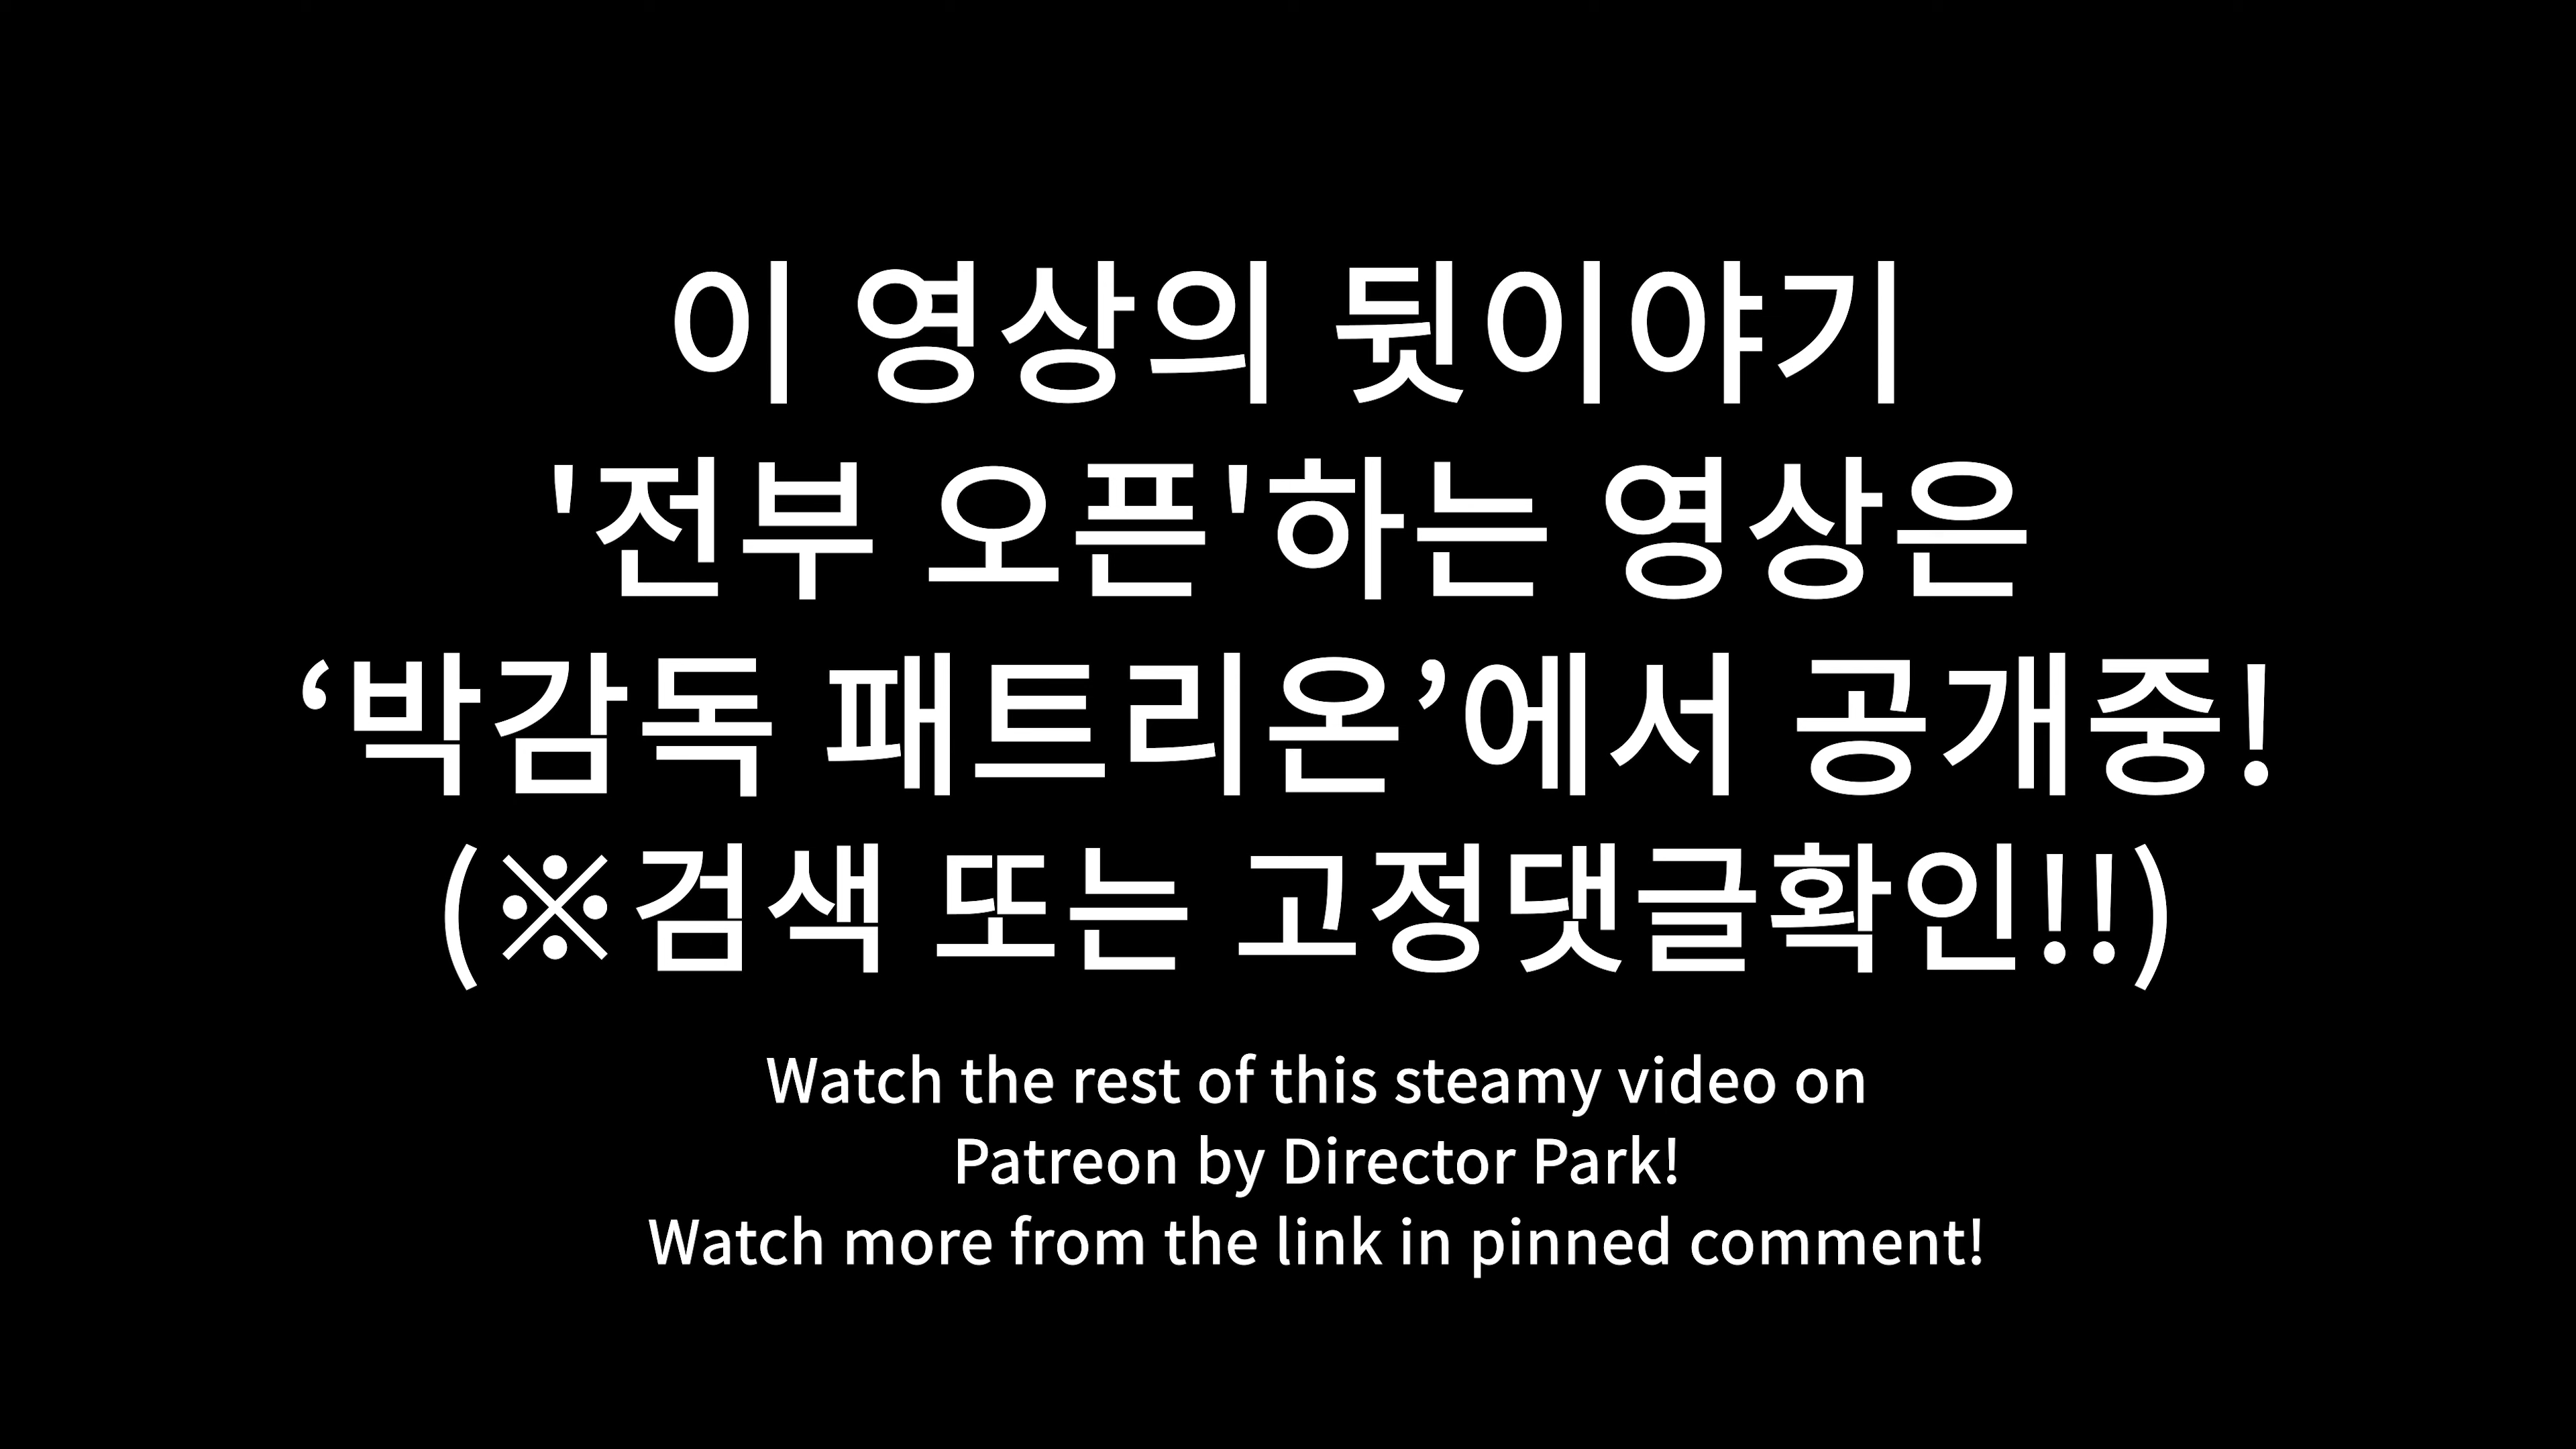 이 영상의 뒷이야기
'전부 오픈'하는 영상은
‘박감독 패트리온’에서 공개중!
(※검색 또는 고정댓글확인!!)
Watch the rest of this steamy video on
Patreon by Director Park!
Watch more from the link in pinned comment!